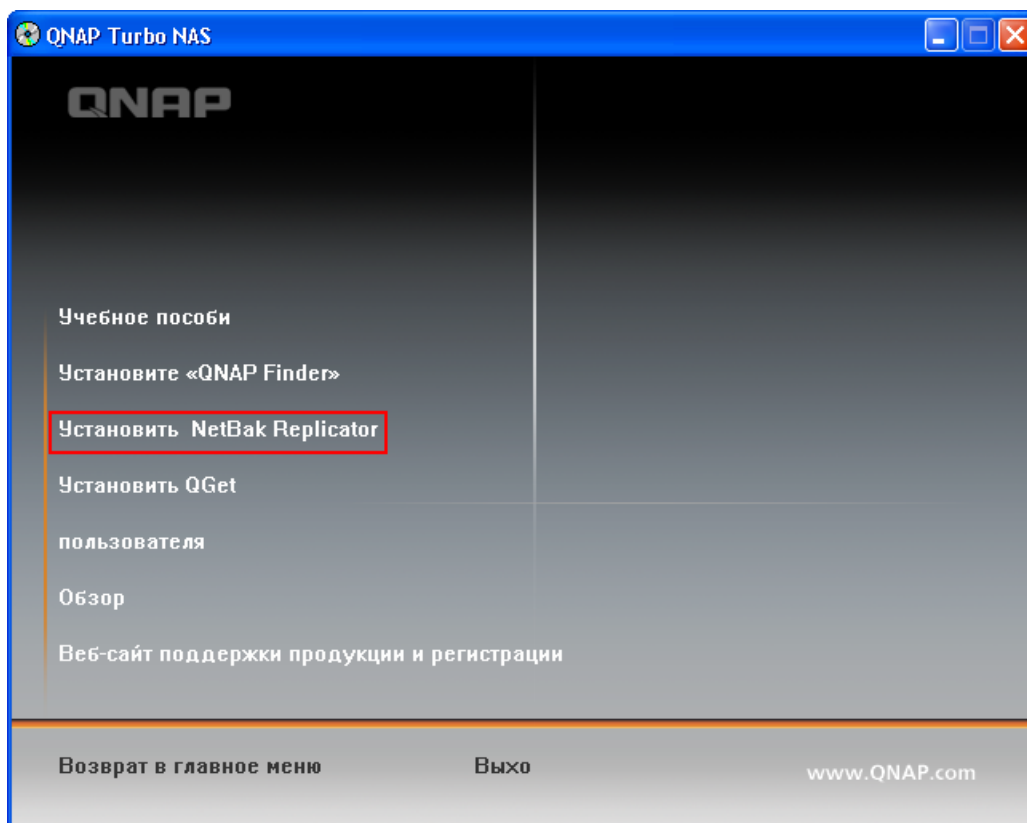 QNAP Turbo NAS
QNAP
Учебное пособи
Установите «QNAP Finder»
Установить NetBak Replicator
Установить QGet
пользователя
Обзор
Веб-сайт поддержки продукции и регистрации
Возврат в главное меню
Выхо
www.QNAP.com